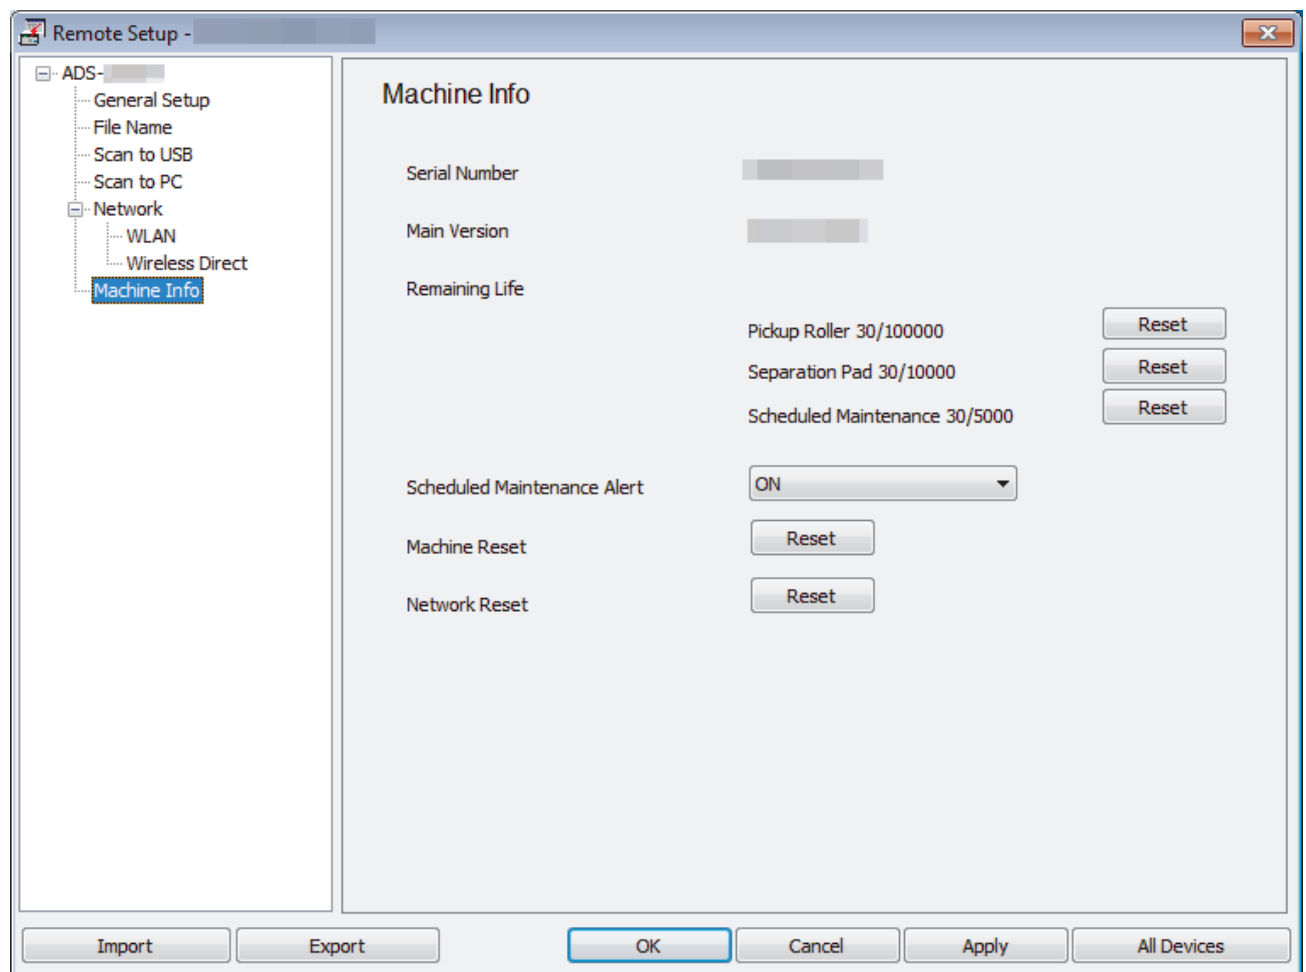 Remote Setup -
ADS-
General Setup
File Name
Scan to USB
Scan to PC
Network
WLAN
Wireless Direct
Machine Info
Machine Info
Serial Number
Main Version
Remaining Life
Pickup Roller 30/100000 Reset
Separation Pad 30/10000 Reset
Scheduled Maintenance 30/5000 Reset
Scheduled Maintenance Alert ON
Machine Reset Reset
Network Reset Reset
Import Export OK Cancel Apply All Devices